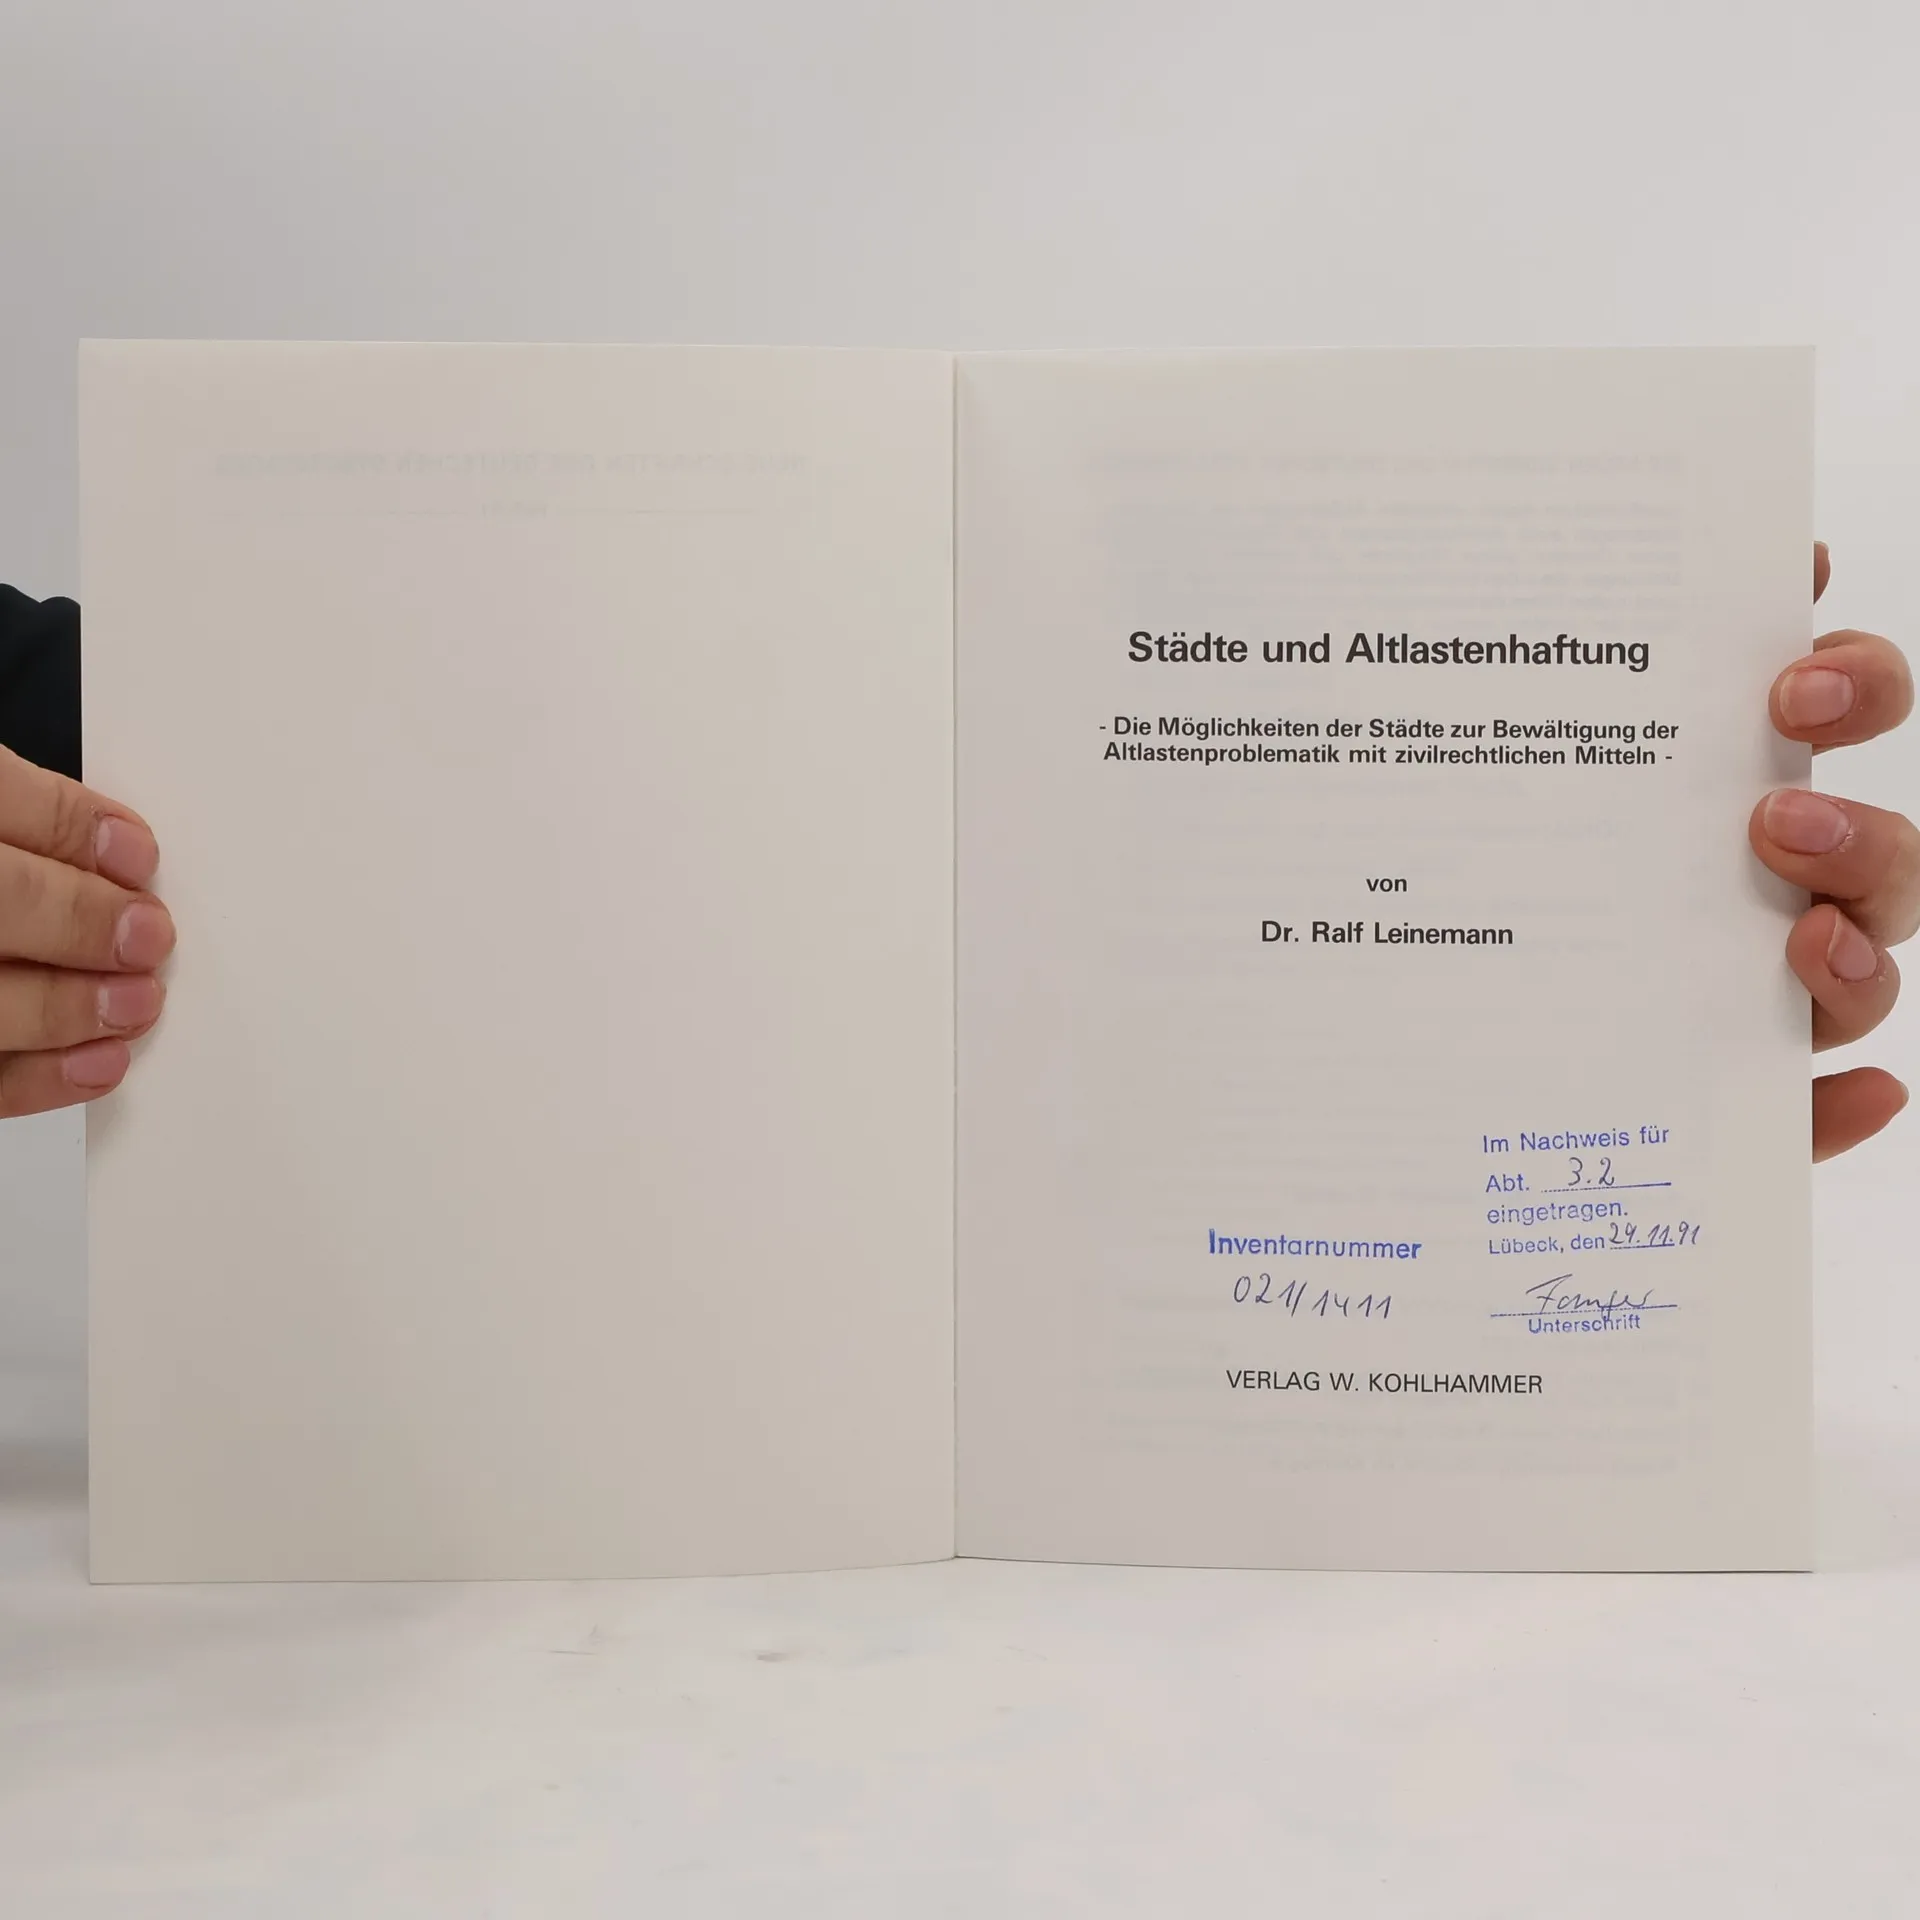 Städte und Altlastenhaftung
- Die Möglichkeiten der Städte zur Bewältigung der
Altlastenproblematik mit zivilrechtlichen Mitteln -
von
Dr. Ralf Leinemann
Im Nachweis für
Abt. 3.2
eingetragen.
Lübeck, den 29.11.91
Unterschrift
Inventarnummer
021/1411
VERLAG W. KOHLHAMMER